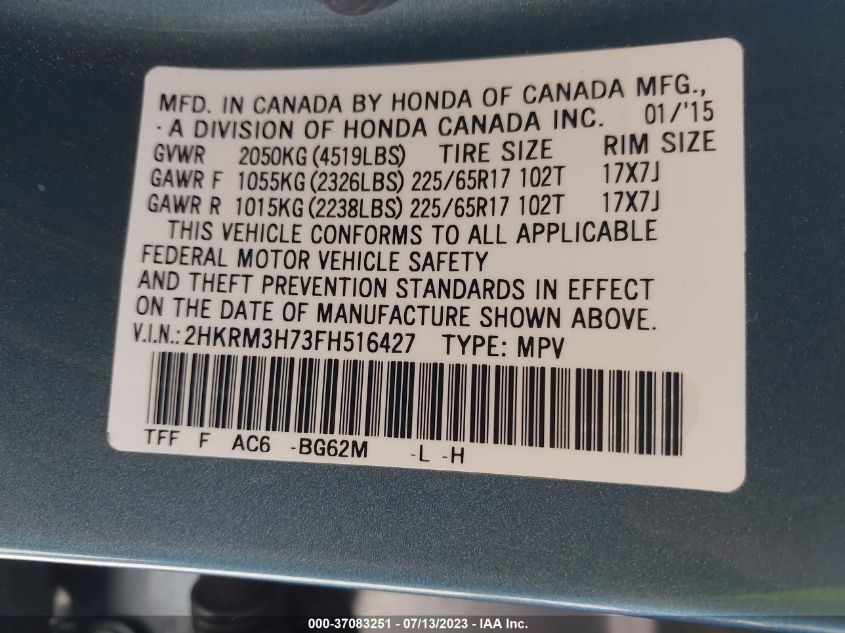 MFD. IN CANADA BY HONDA OF CANADA MFG.,
A DIVISION OF HONDA CANADA INC. 01/'15
GVWR 2050KG (4519LBS) TIRE SIZE RIM SIZE
GAWR F 1055KG (2326LBS) 225/65R17 102T 17X7J
GAWR R 1015KG (2238LBS) 225/65R17 102T 17X7J
THIS VEHICLE CONFORMS TO ALL APPLICABLE
FEDERAL MOTOR VEHICLE SAFETY
AND THEFT PREVENTION STANDARDS IN EFFECT
ON THE DATE OF MANUFACTURE SHOWN ABOVE.
V.I.N.: 2HKRM3H73FH516427 TYPE: MPV
TFF F AC6 -BG62M -L -H
000-37083251 - 07/13/2023 - WWW.IAAI.COM.